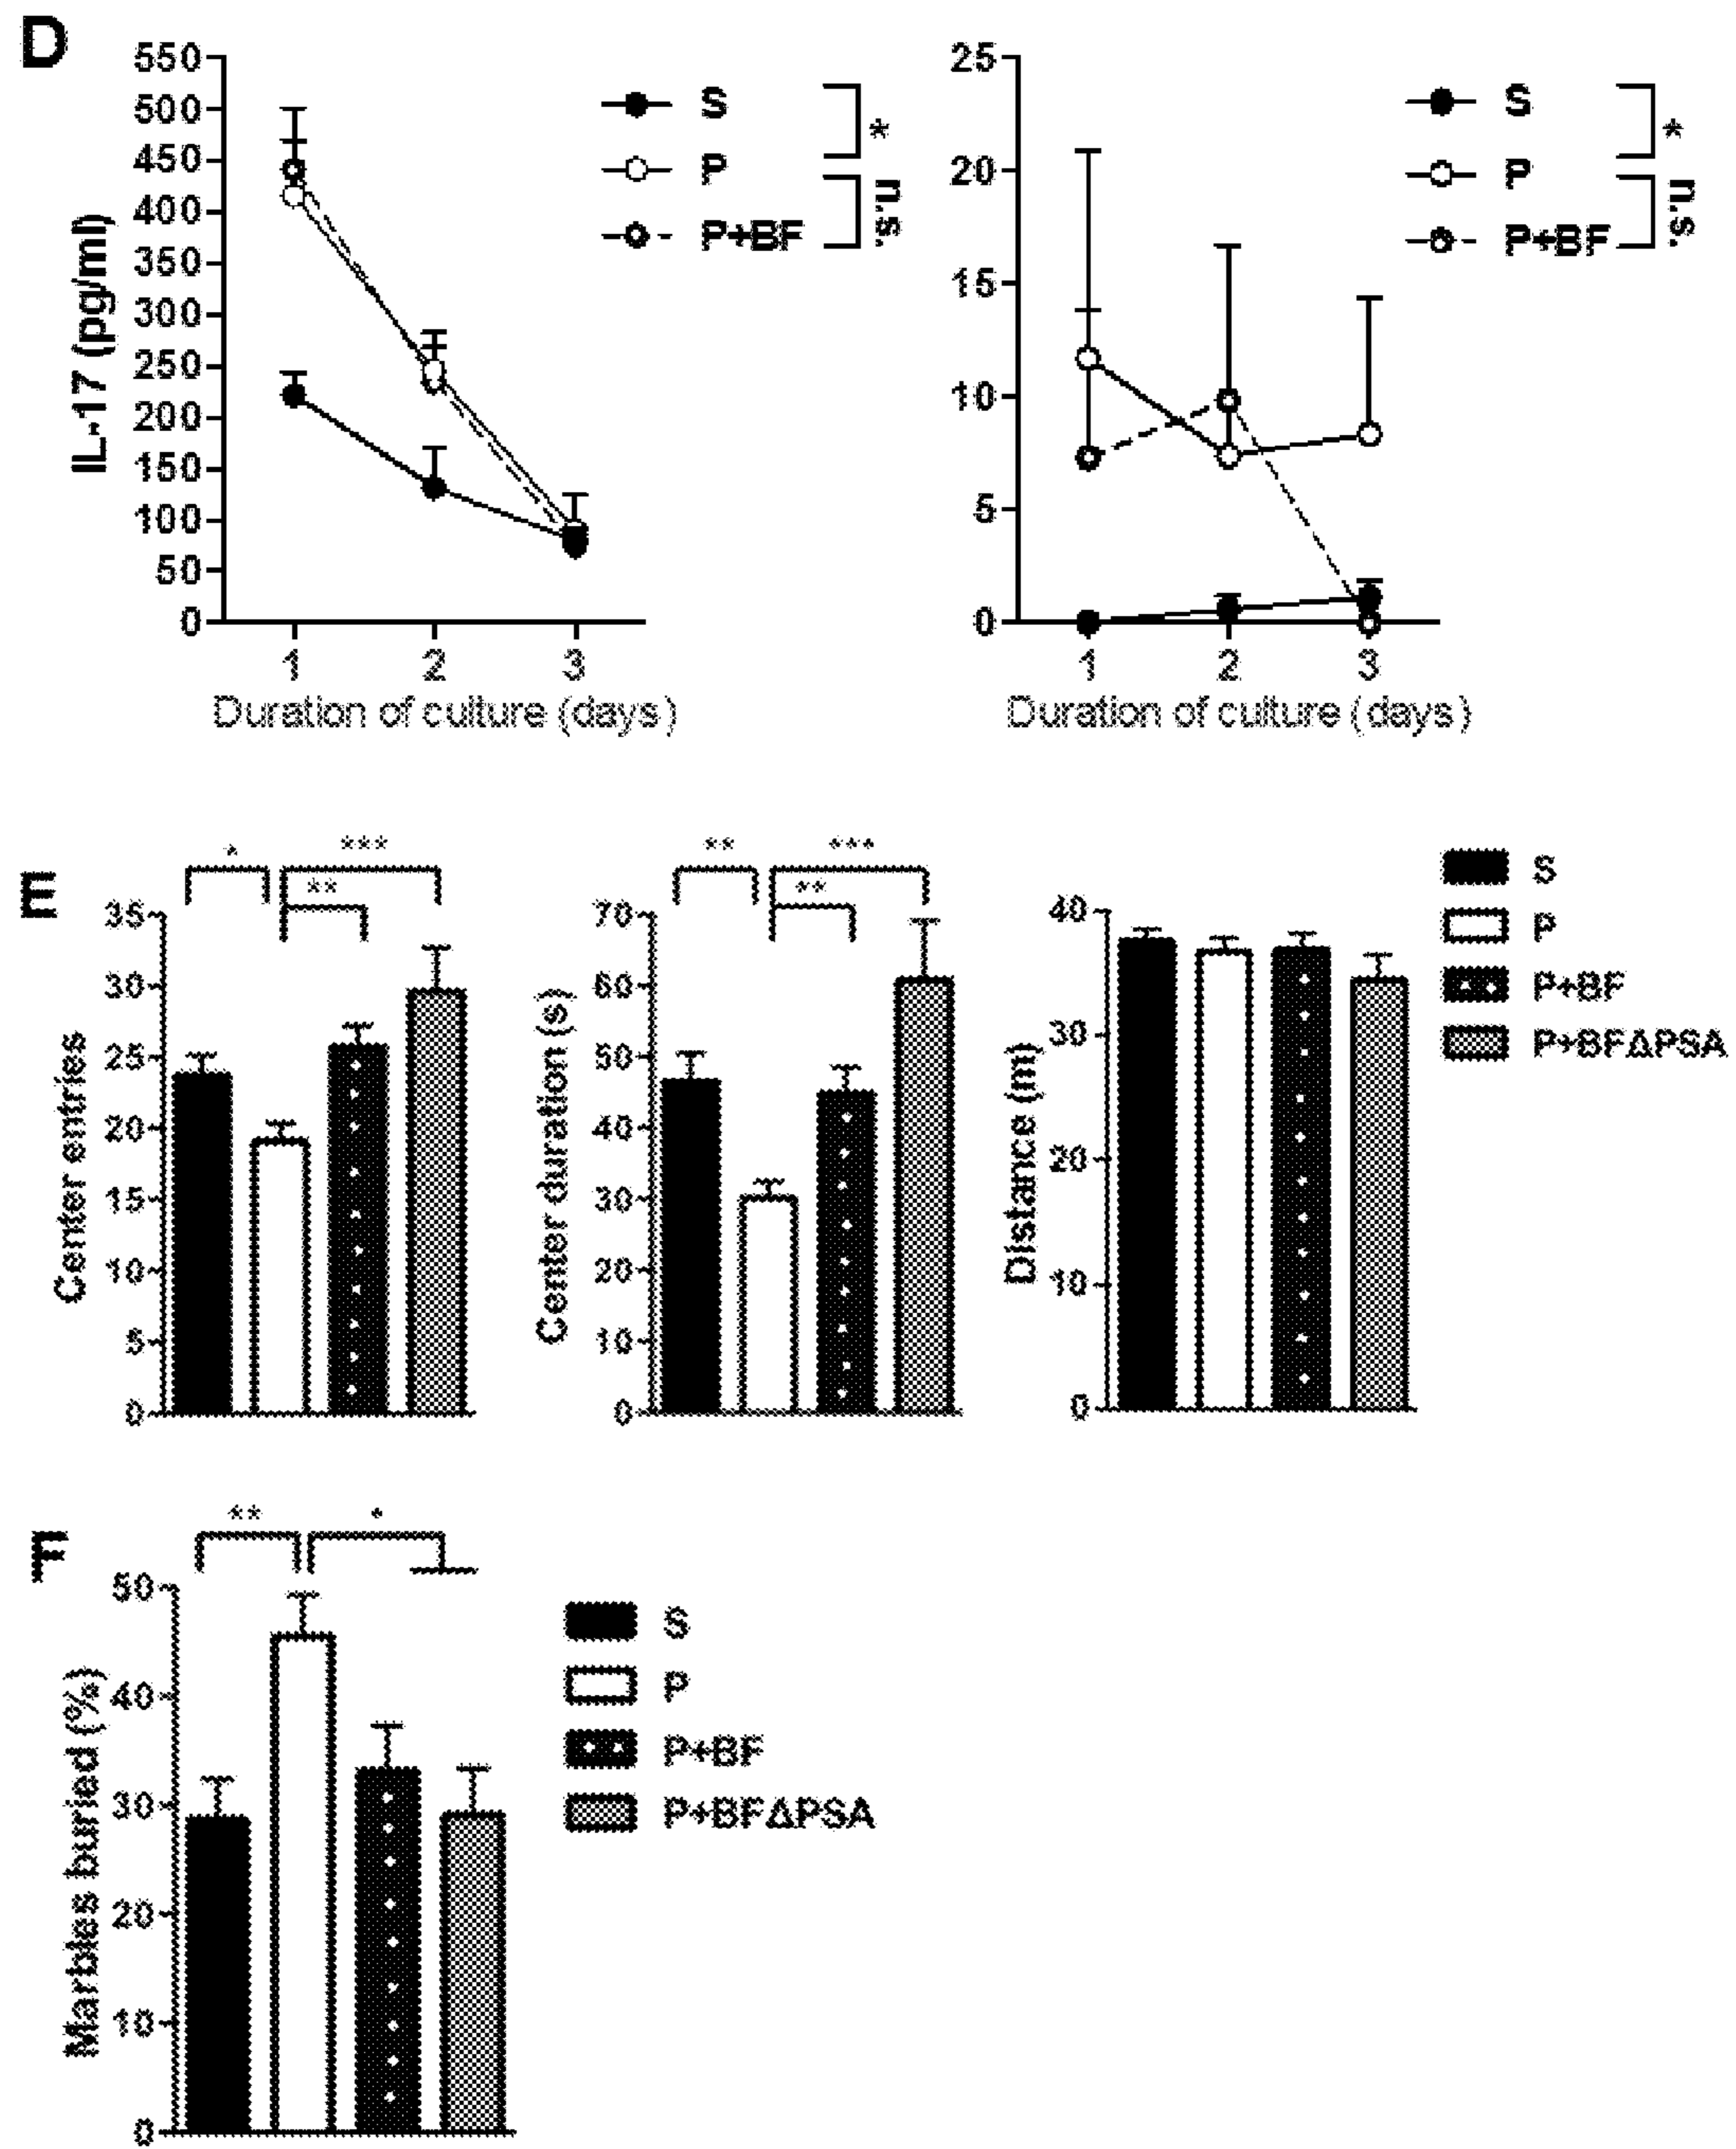 D
550
500
450
400
350
300
250
200
150
100
50
0
IL-17 (pg/ml)
1 2 3
Duration of culture (days)
S
P
P+BF
*
n.s.
25
20
15
10
5
0
1 2 3
Duration of culture (days)
S
P
P+BF
*
n.s.
E
* *** **
35
30
25
20
15
10
5
0
Center entries
** *** **
70
60
50
40
30
20
10
0
Center duration (s)
40
30
20
10
0
Distance (m)
S
P
P+BF
P+BFΔPSA
F
** *
50
40
30
20
10
0
Marbles buried (%)
S
P
P+BF
P+BFΔPSA